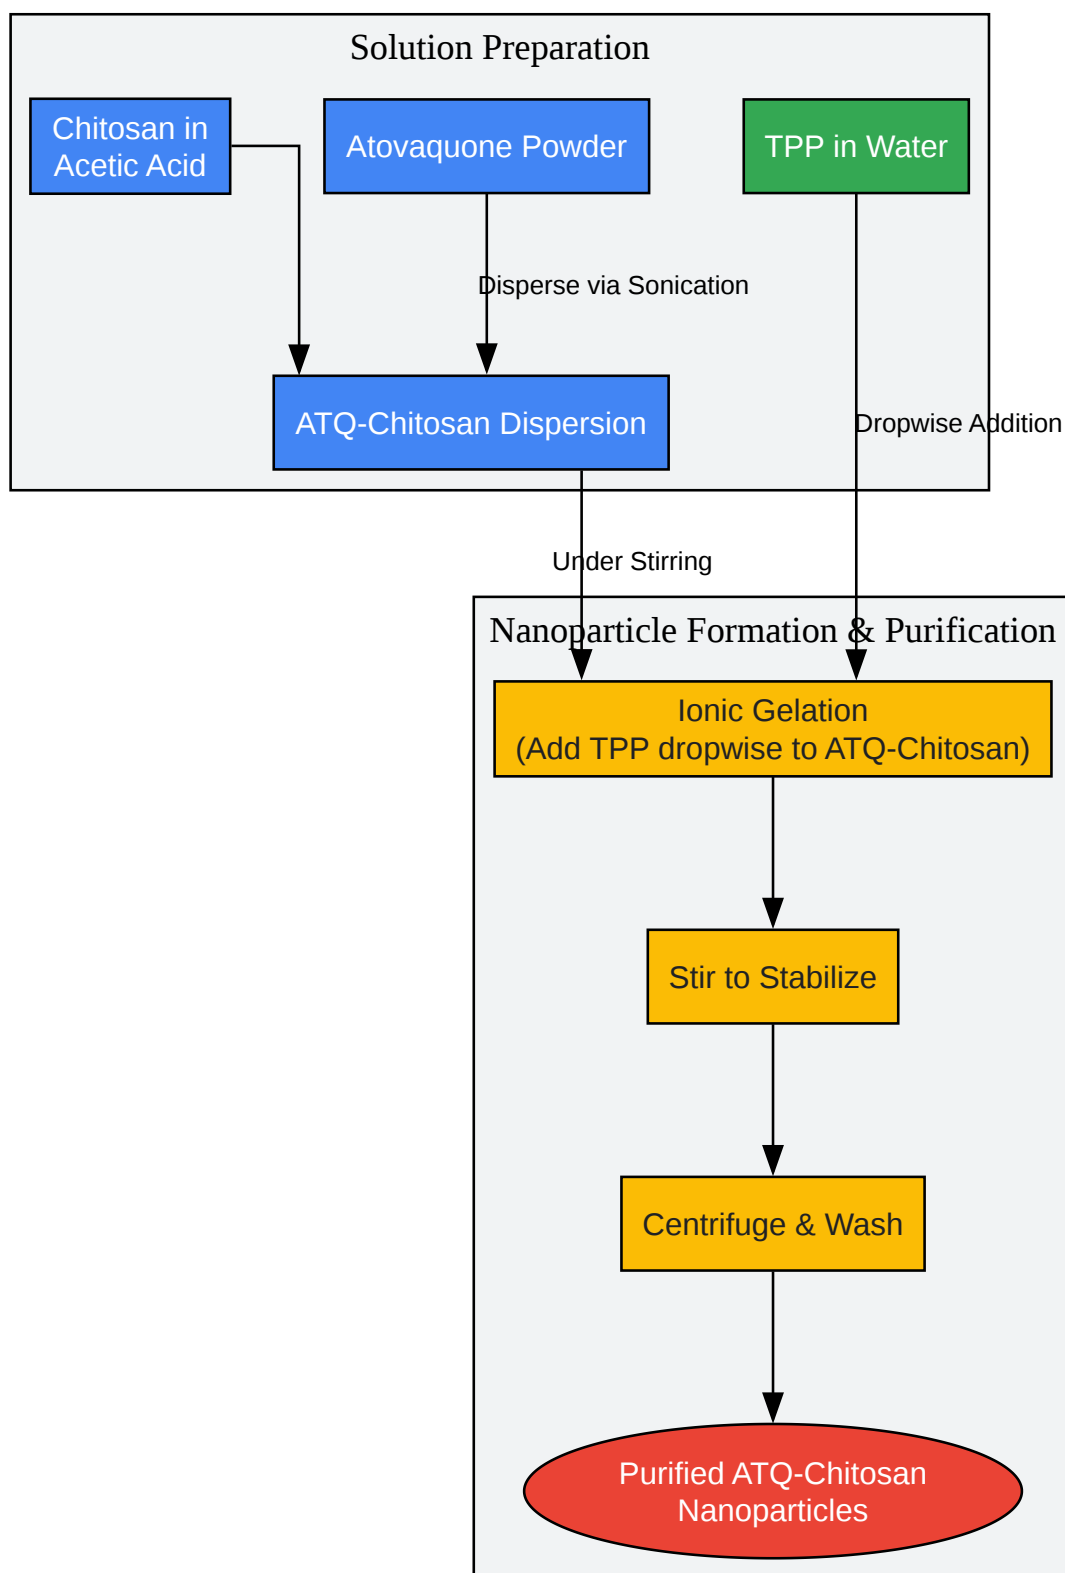 Solution Preparation
Chitosan in
Acetic Acid
Atovaquone Powder
TPP in Water
Disperse via Sonication
ATQ-Chitosan Dispersion
Dropwise Addition
Under Stirring
Nanoparticle Formation & Purification
Ionic Gelation
(Add TPP dropwise to ATQ-Chitosan)
Stir to Stabilize
Centrifuge & Wash
Purified ATQ-Chitosan
Nanoparticles